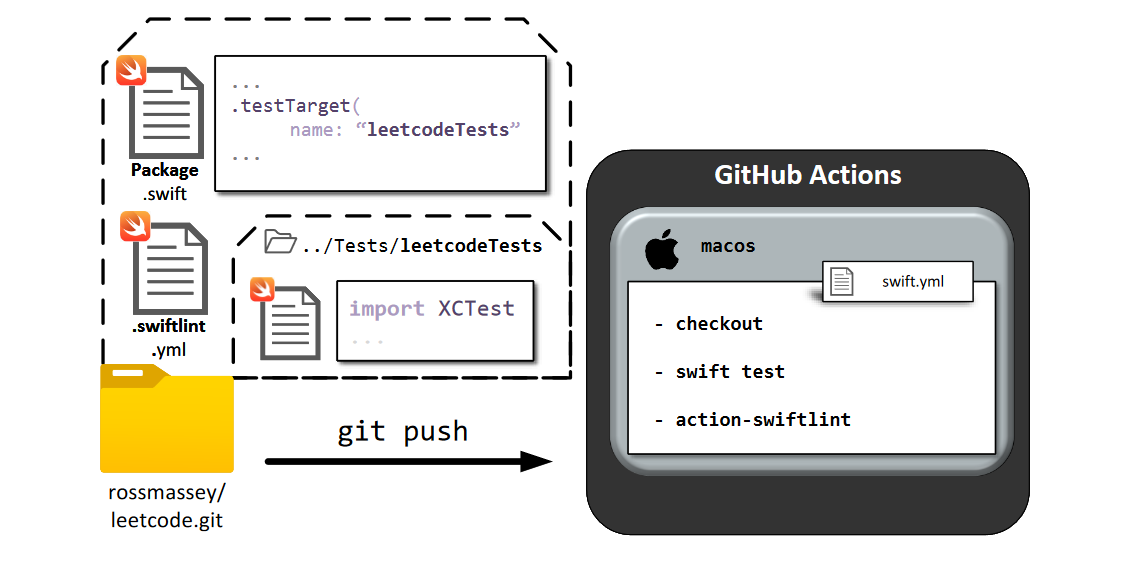 ...
.testTarget(
name: “leetcodeTests”
...
Package
.swift
../Tests/leetcodeTests
.swiftlint
.yml
import XCTest
...
rossmassey/
leetcode.git
git push
GitHub Actions
macos
swift.yml
- checkout
- swift test
- action-swiftlint